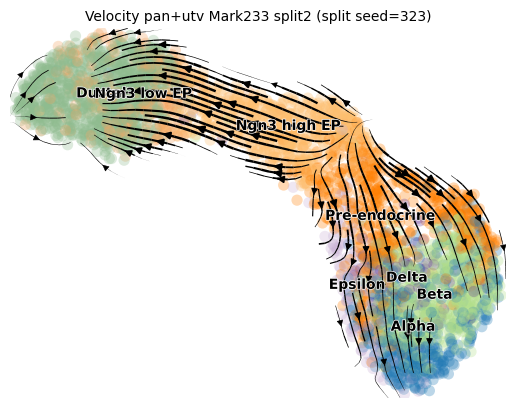 Velocity pan+utv Mark233 split2 (split seed=323)
Ngn3 low EP
Ngn3 high EP
Pre-endocrine
Delta
Epsilon
Beta
Alpha